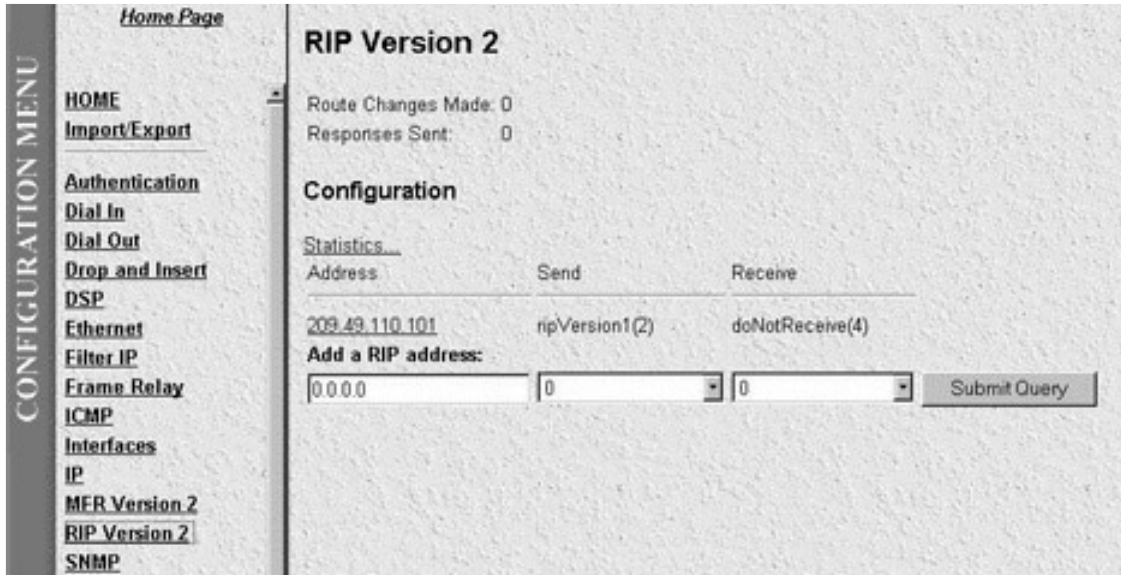 CONFIGURATION MENU
Home Page
HOME
Import/Export
Authentication
Dial In
Dial Out
Drop and Insert
DSP
Ethernet
Filter IP
Frame Relay
ICMP
Interfaces
IP
MFR Version 2
RIP Version 2
SNMP
RIP Version 2
Route Changes Made: 0
Responses Sent: 0
Configuration
Statistics...
Address Send Receive
209.49.110.101 ripVersion1(2) doNotReceive(4)
Add a RIP address:
0.0.0.0 0 0 Submit Query